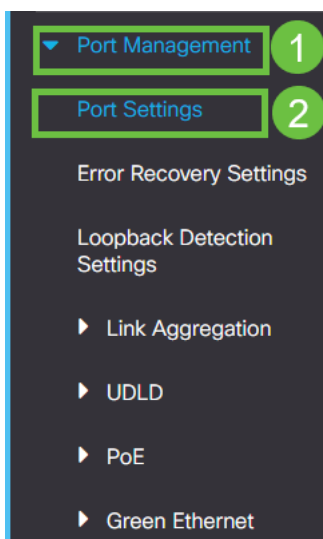 Port Management 1
Port Settings 2
Error Recovery Settings
Loopback Detection
Settings
Link Aggregation
UDLD
PoE
Green Ethernet